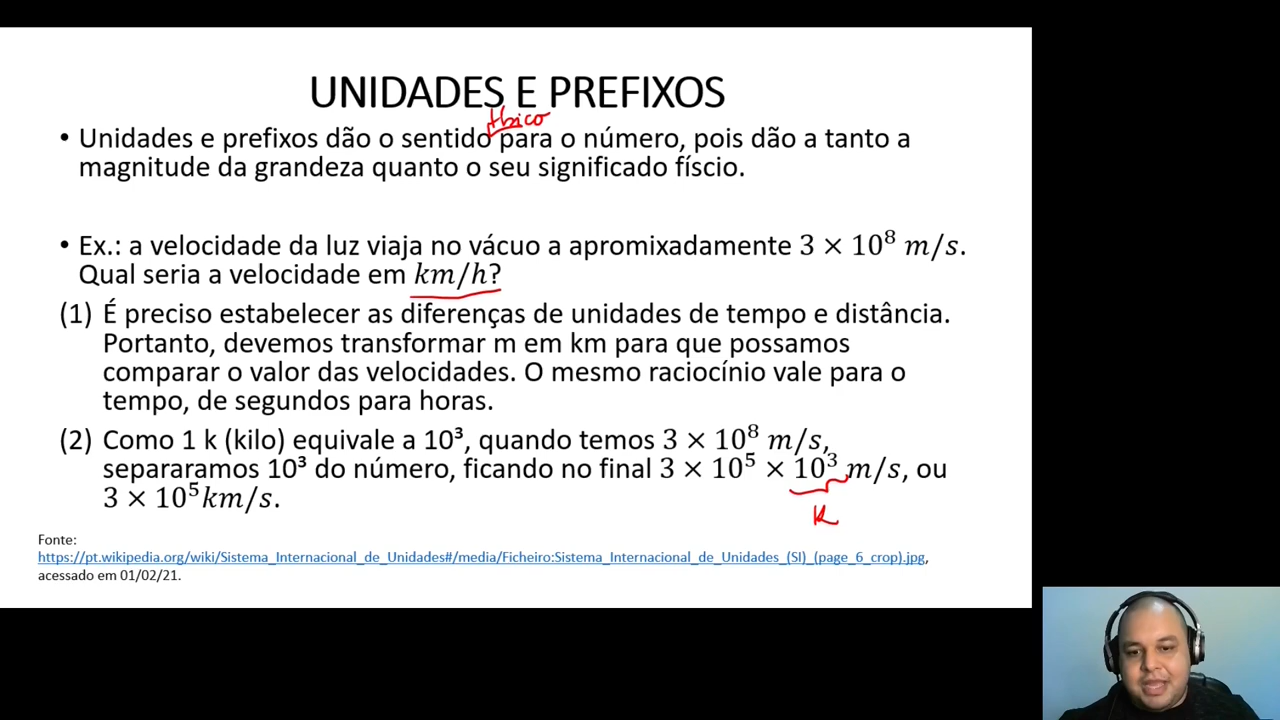 UNIDADES E PREFIXOS
• Unidades e prefixos dão o sentido para o número, pois dão a tanto a
magnitude da grandeza quanto o seu significado físcio.
• Ex.: a velocidade da luz viaja no vácuo a apromixadamente 3 × 10⁸ m/s.
Qual seria a velocidade em km/h?
(1) É preciso estabelecer as diferenças de unidades de tempo e distância.
Portanto, devemos transformar m em km para que possamos
comparar o valor das velocidades. O mesmo raciocínio vale para o
tempo, de segundos para horas.
(2) Como 1 k (kilo) equivale a 10³, quando temos 3 × 10⁸ m/s,
separaramos 10³ do número, ficando no final 3 × 10⁵ × 10³ m/s, ou
3 × 10⁵km/s.
k
Fonte:
https://pt.wikipedia.org/wiki/Sistema_Internacional_de_Unidades#/media/Ficheiro:Sistema_Internacional_de_Unidades_(SI)_(page_6_crop).jpg,
acessado em 01/02/21.